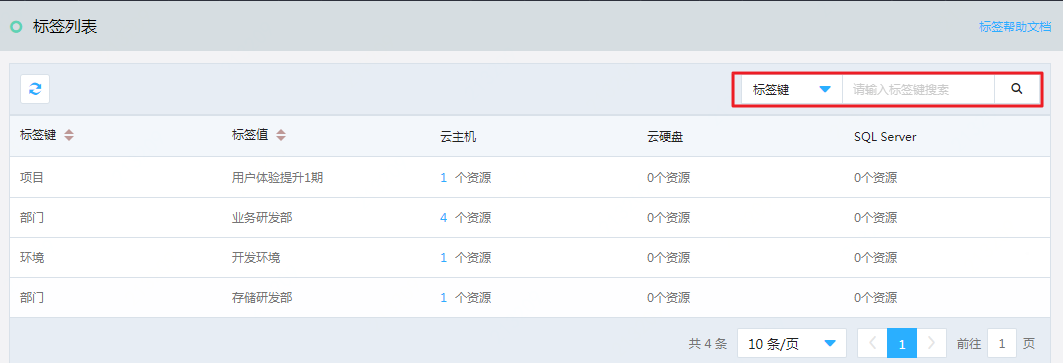 标签列表 标签帮助文档
标签键 请输入标签键搜索
标签键 标签值 云主机 云硬盘 SQL Server
项目 用户体验提升1期 1 个资源 0个资源 0个资源
部门 业务研发部 4 个资源 0个资源 0个资源
环境 开发环境 1 个资源 0个资源 0个资源
部门 存储研发部 1 个资源 0个资源 0个资源
共 4 条 10 条/页 1 前往 1 页